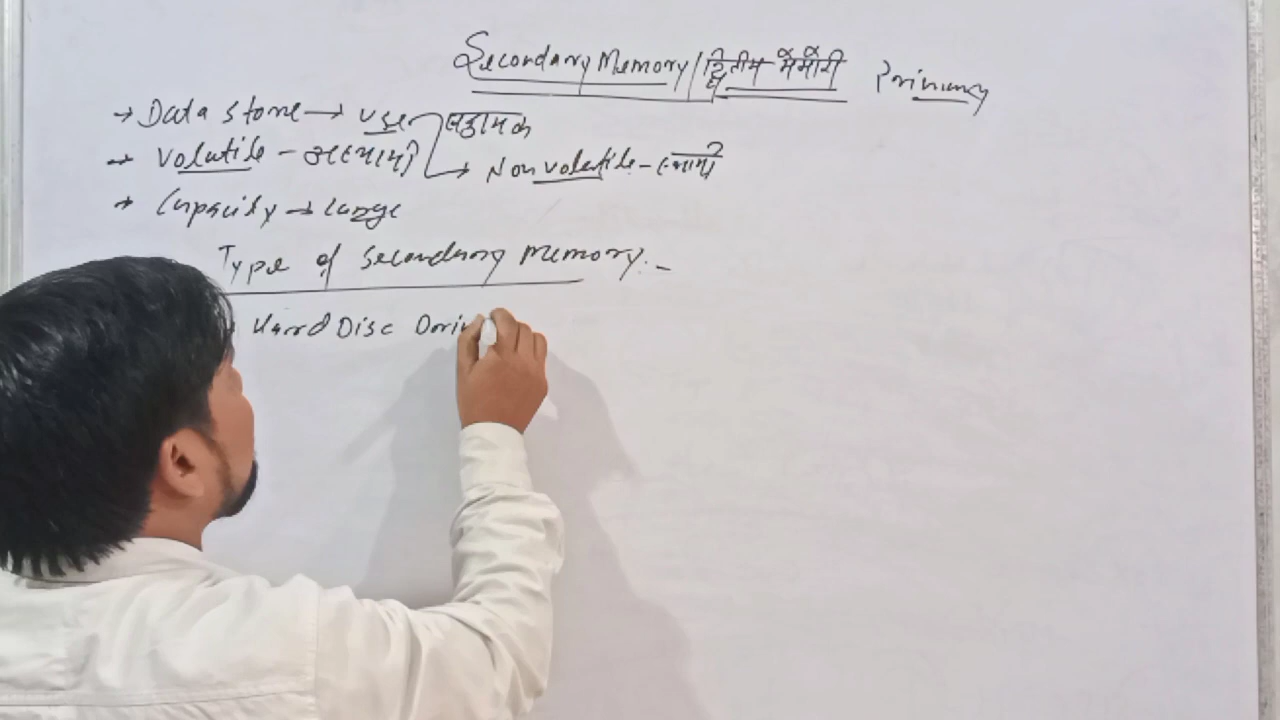 Secondary Memory/द्वितीय मैमोरी Primary
→ Data store → use सहायक
→ Volatile - अस्थायी → Non volatile - स्थायी
→ Capacity → Large
Type of Secondary Memory :-
Hard Disc Driv